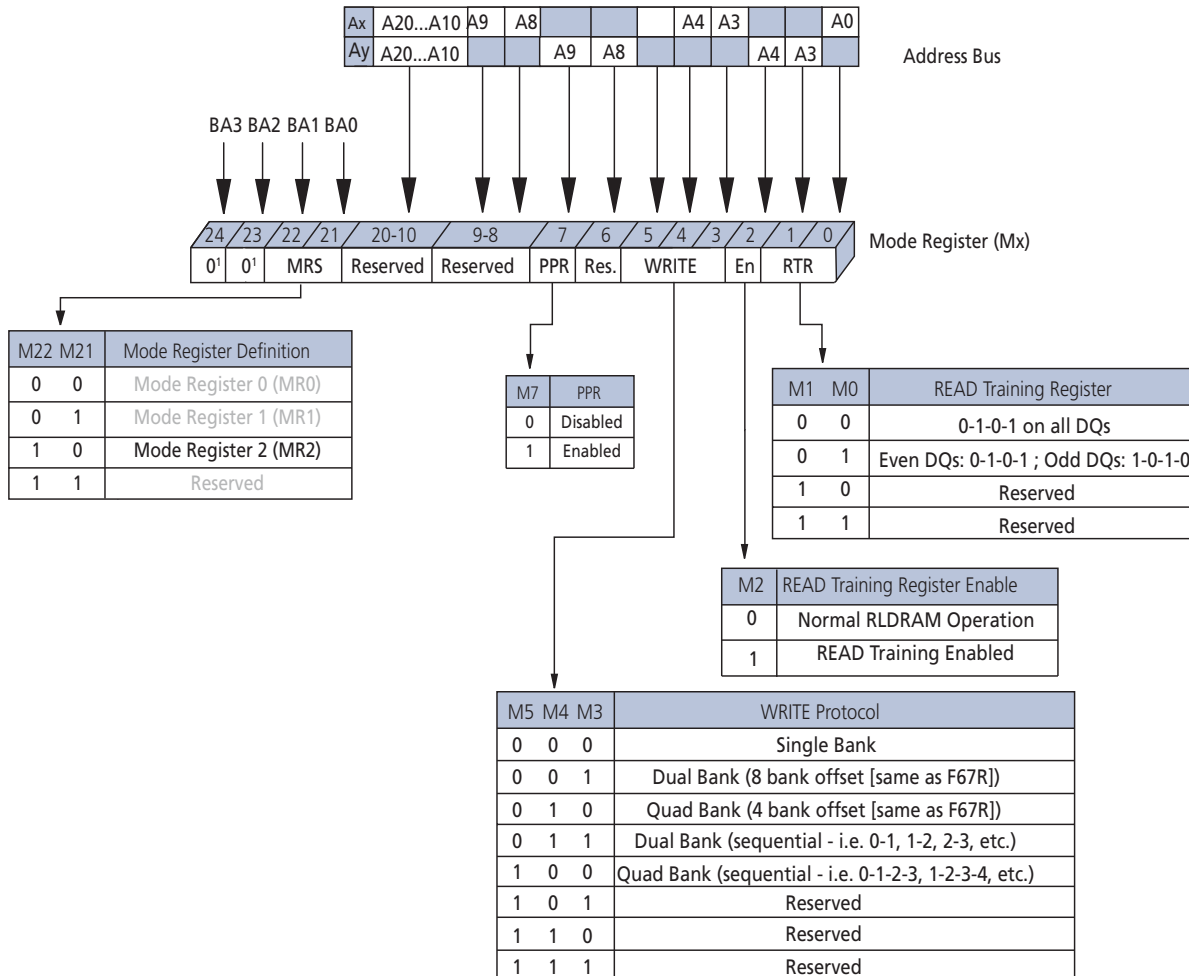 Ax A20...A10 A9 A8 A4 A3 A0
Ay A20...A10 A9 A8 A4 A3
Address Bus
BA3 BA2 BA1 BA0
24 23 22 21 20-10 9-8 7 6 5 4 3 2 1 0
Mode Register (Mx)
0¹ 0¹ MRS Reserved Reserved PPR Res. WRITE En RTR
M22 M21 Mode Register Definition
0 0 Mode Register 0 (MR0)
0 1 Mode Register 1 (MR1)
1 0 Mode Register 2 (MR2)
1 1 Reserved
M7 PPR
0 Disabled
1 Enabled
M1 M0 READ Training Register
0 0 0-1-0-1 on all DQs
0 1 Even DQs: 0-1-0-1 ; Odd DQs: 1-0-1-0
1 0 Reserved
1 1 Reserved
M2 READ Training Register Enable
0 Normal RLDRAM Operation
1 READ Training Enabled
M5 M4 M3 WRITE Protocol
0 0 0 Single Bank
0 0 1 Dual Bank (8 bank offset [same as F67R])
0 1 0 Quad Bank (4 bank offset [same as F67R])
0 1 1 Dual Bank (sequential - i.e. 0-1, 1-2, 2-3, etc.)
1 0 0 Quad Bank (sequential - i.e. 0-1-2-3, 1-2-3-4, etc.)
1 0 1 Reserved
1 1 0 Reserved
1 1 1 Reserved